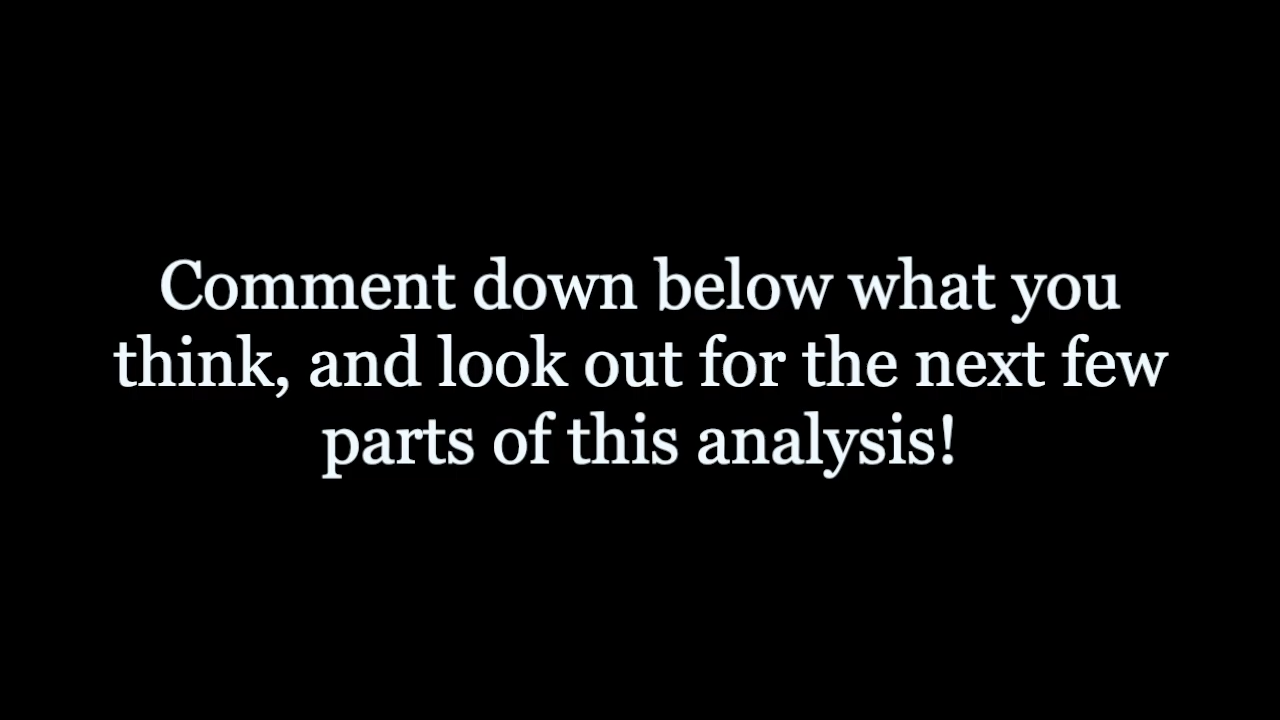 Comment down below what you
think, and look out for the next few
parts of this analysis!